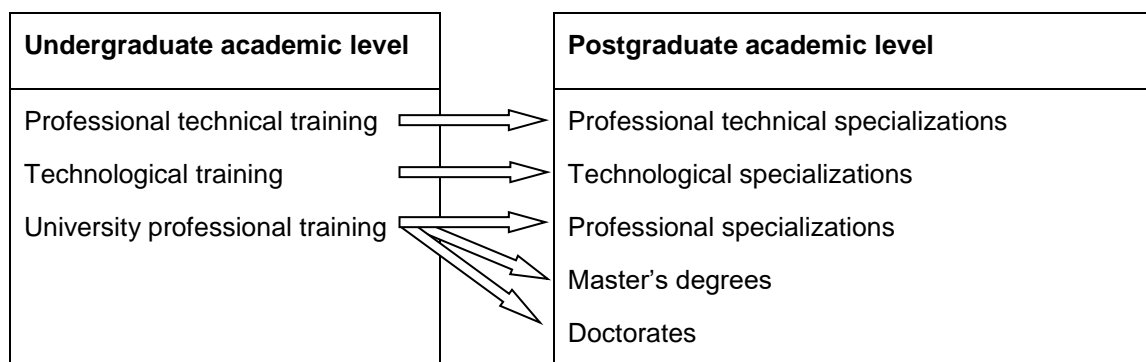 Undergraduate academic level
Professional technical training
Technological training
University professional training
Postgraduate academic level
Professional technical specializations
Technological specializations
Professional specializations
Master’s degrees
Doctorates